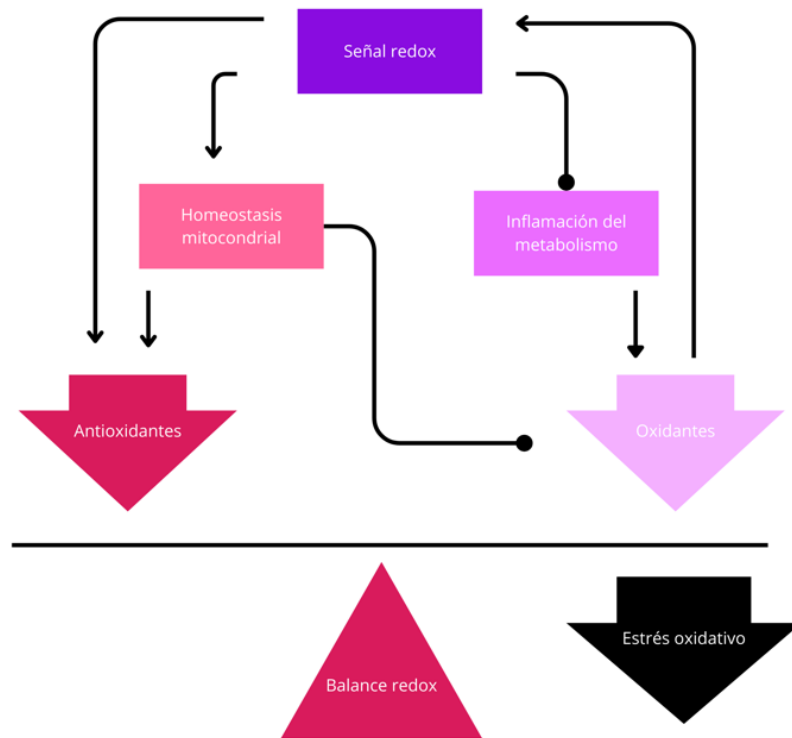 Señal redox
Homeostasis
mitocondrial
Inflamación del
metabolismo
Antioxidantes
Oxidantes
Estrés oxidativo
Balance redox